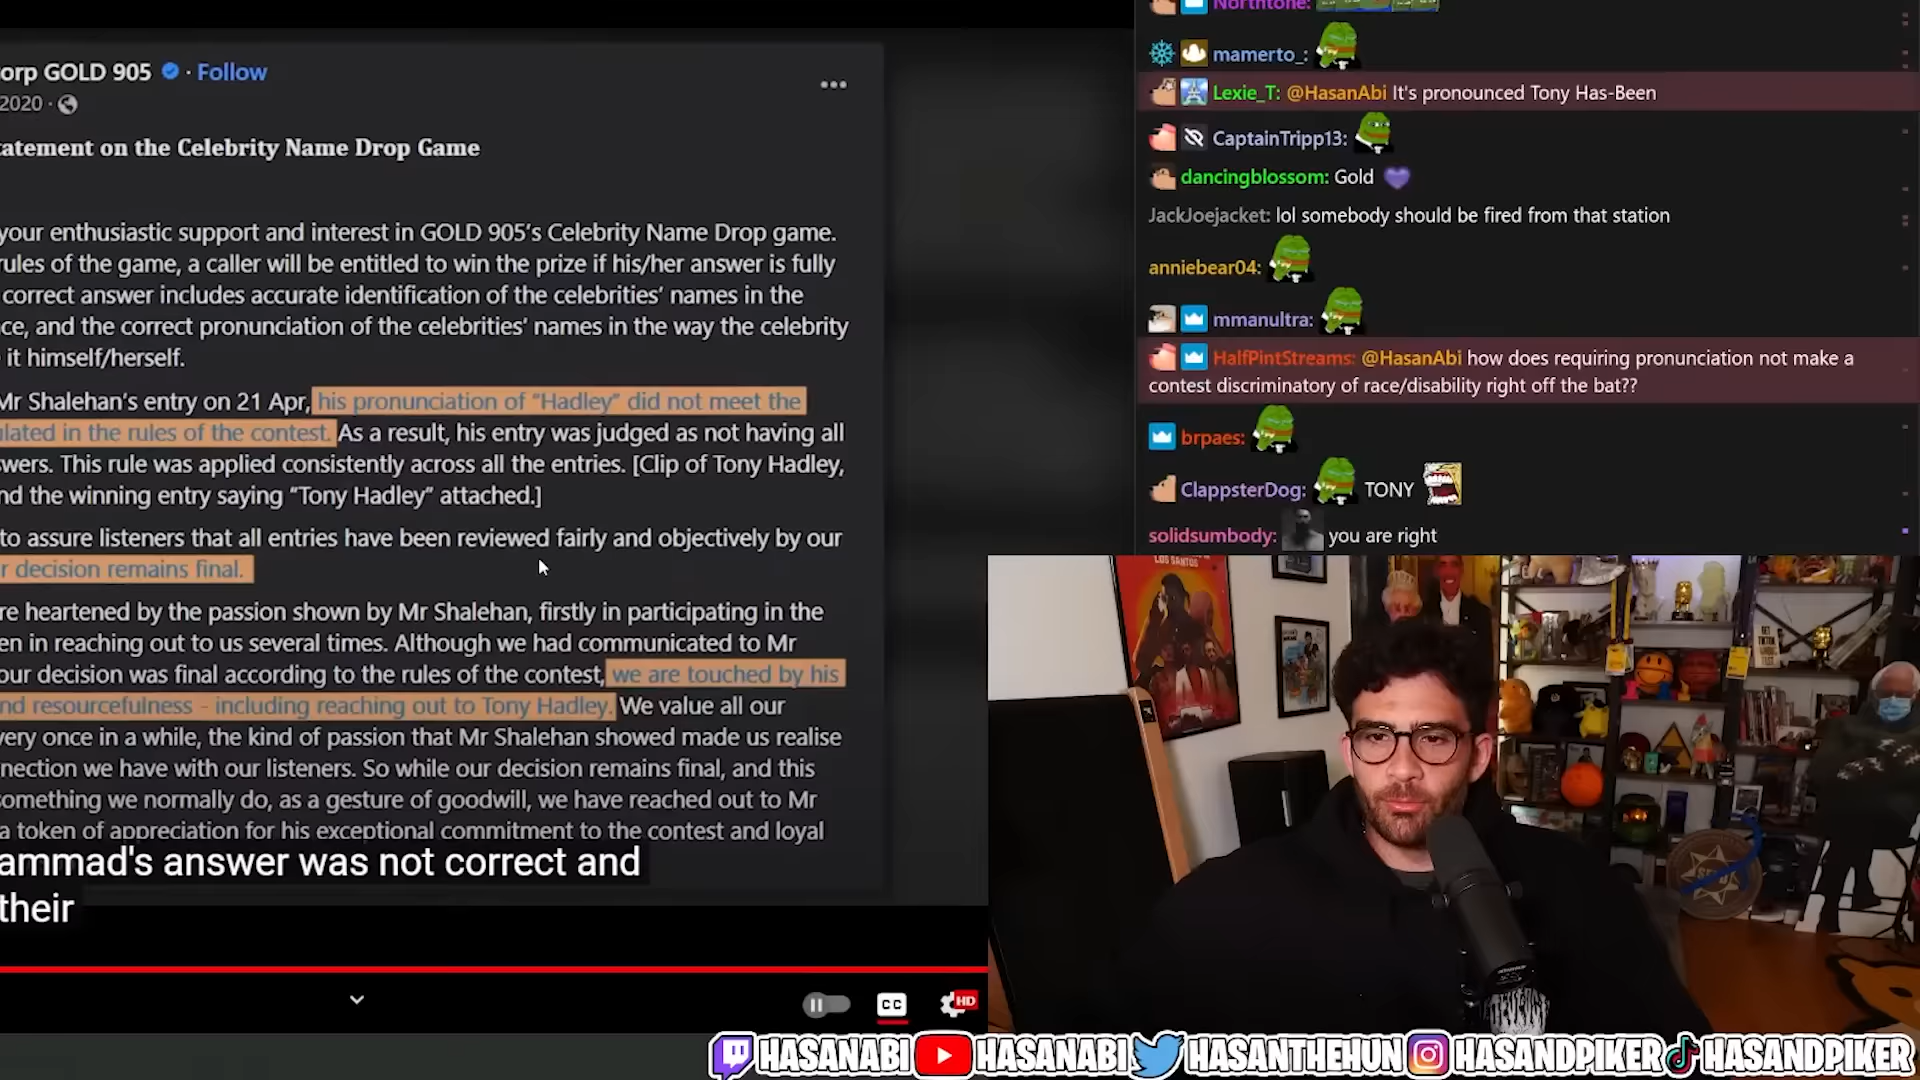 orp GOLD 905 · Follow
2020 ·
atement on the Celebrity Name Drop Game
your enthusiastic support and interest in GOLD 905's Celebrity Name Drop game.
rules of the game, a caller will be entitled to win the prize if his/her answer is fully
correct answer includes accurate identification of the celebrities' names in the
ce, and the correct pronunciation of the celebrities' names in the way the celebrity
it himself/herself.
Mr Shalehan's entry on 21 Apr, his pronunciation of "Hadley" did not meet the
ulated in the rules of the contest. As a result, his entry was judged as not having all
swers. This rule was applied consistently across all the entries. [Clip of Tony Hadley,
nd the winning entry saying "Tony Hadley" attached.]
to assure listeners that all entries have been reviewed fairly and objectively by our
r decision remains final.
re heartened by the passion shown by Mr Shalehan, firstly in participating in the
en in reaching out to us several times. Although we had communicated to Mr
our decision was final according to the rules of the contest, we are touched by his
nd resourcefulness - including reaching out to Tony Hadley. We value all our
very once in a while, the kind of passion that Mr Shalehan showed made us realise
nection we have with our listeners. So while our decision remains final, and this
something we normally do, as a gesture of goodwill, we have reached out to Mr
a token of appreciation for his exceptional commitment to the contest and loyal
ammad's answer was not correct and
their
CC
HD
Northtone:
mamerto_:
Lexie_T: @HasanAbi It's pronounced Tony Has-Been
CaptainTripp13:
dancingblossom: Gold
JackJoejacket: lol somebody should be fired from that station
anniebear04:
mmanultra:
HalfPintStreams: @HasanAbi how does requiring pronunciation not make a
contest discriminatory of race/disability right off the bat??
brpaes:
ClappsterDog: TONY
solidsumbody: you are right
LOS SANTOS
HASANABI HASANABI HASANTHEHUN HASANDPIKER HASANDPIKER